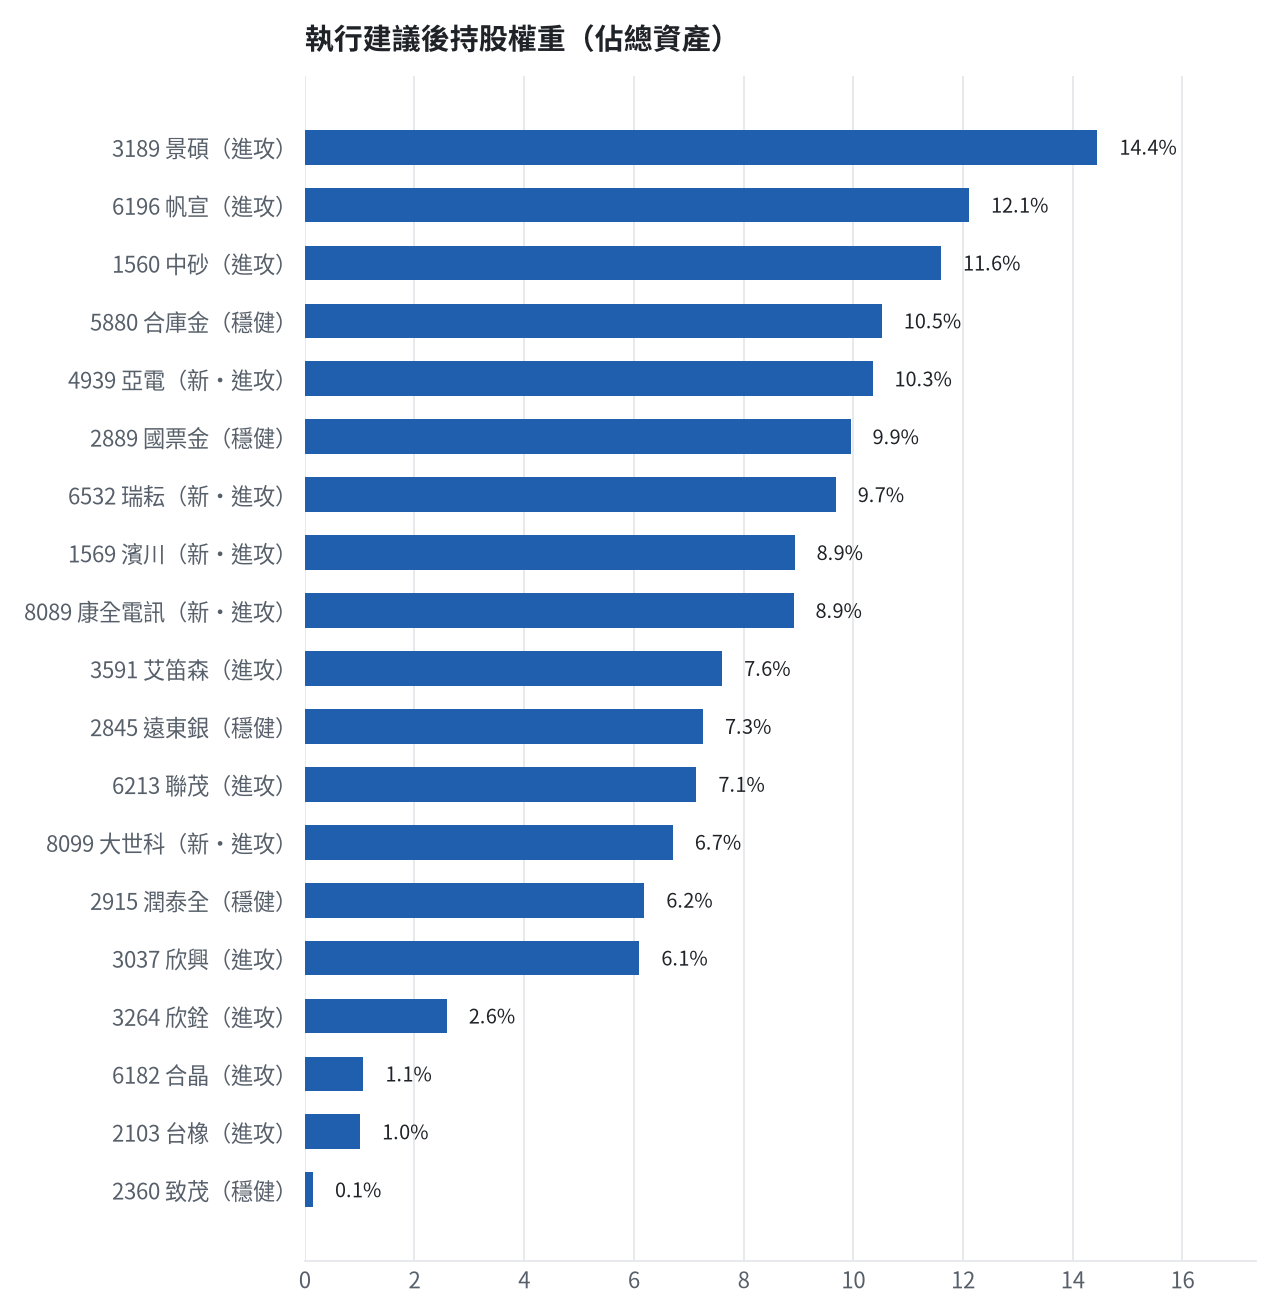 執行建議後持股權重（佔總資產）
3189 景碩（進攻） 14.4%
6196 帆宣（進攻） 12.1%
1560 中砂（進攻） 11.6%
5880 合庫金（穩健） 10.5%
4939 亞電（新・進攻） 10.3%
2889 國票金（穩健） 9.9%
6532 瑞耘（新・進攻） 9.7%
1569 濱川（新・進攻） 8.9%
8089 康全電訊（新・進攻） 8.9%
3591 艾笛森（進攻） 7.6%
2845 遠東銀（穩健） 7.3%
6213 聯茂（進攻） 7.1%
8099 大世科（新・進攻） 6.7%
2915 潤泰全（穩健） 6.2%
3037 欣興（進攻） 6.1%
3264 欣銓（進攻） 2.6%
6182 合晶（進攻） 1.1%
2103 台橡（進攻） 1.0%
2360 致茂（穩健） 0.1%
0 2 4 6 8 10 12 14 16